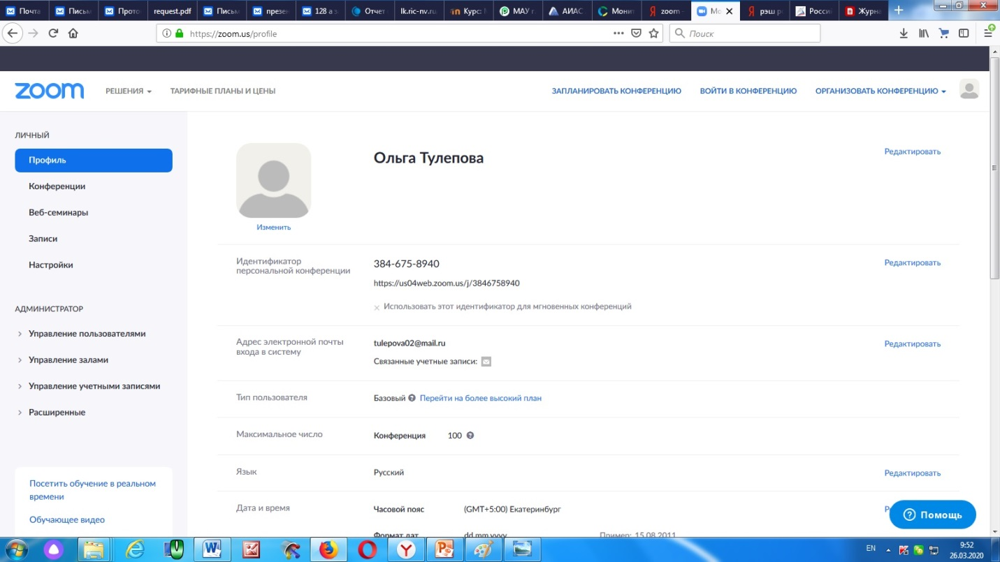 Почта
Письм
Прото
request.pdf
Письм
презен
128 а з
Отчет
lk.ric-nv.ru
Курс:
МАУ г
АИАС
Монит
zoom -
Мо
рэш р
Росси
Журна
https://zoom.us/profile
Поиск
zoom
РЕШЕНИЯ
ТАРИФНЫЕ ПЛАНЫ И ЦЕНЫ
ЗАПЛАНИРОВАТЬ КОНФЕРЕНЦИЮ
ВОЙТИ В КОНФЕРЕНЦИЮ
ОРГАНИЗОВАТЬ КОНФЕРЕНЦИЮ
ЛИЧНЫЙ
Профиль
Конференции
Веб-семинары
Записи
Настройки
АДМИНИСТРАТОР
Управление пользователями
Управление залами
Управление учетными записями
Расширенные
Посетить обучение в реальном
времени
Обучающее видео
Ольга Тулепова
Редактировать
Изменить
Идентификатор
персональной конференции
384-675-8940
Редактировать
https://us04web.zoom.us/j/3846758940
× Использовать этот идентификатор для мгновенных конференций
Адрес электронной почты
входа в систему
tulepova02@mail.ru
Редактировать
Связанные учетные записи:
Тип пользователя
Базовый Перейти на более высокий план
Максимальное число
Конференция 100
Язык
Русский
Редактировать
Дата и время
Часовой пояс (GMT+5:00) Екатеринбург
Формат дат dd.mm.yyyy Пример: 15.08.2011
Помощь
EN
9:52
26.03.2020